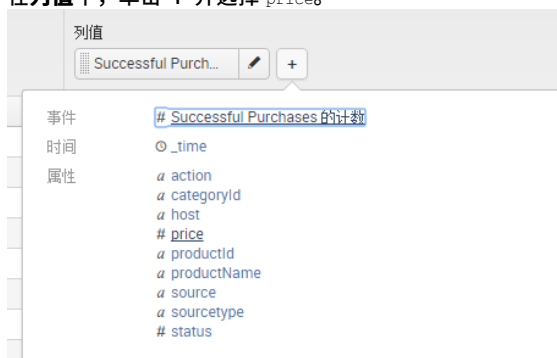 在列值中，单击“+”并选择 price。
列值
Successful Purch...
+
事件 # Successful Purchases 的计数
时间 _time
属性 a action
a categoryId
a host
# price
a productId
a productName
a source
a sourcetype
# status